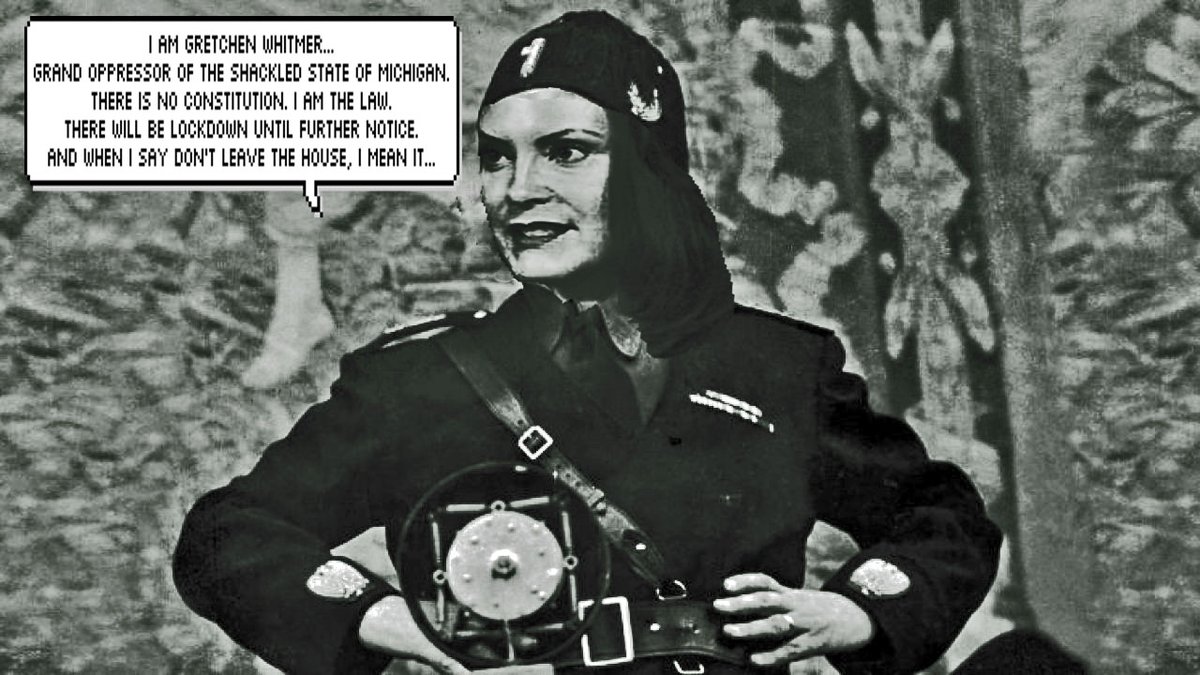 I AM GRETCHEN WHITMER...
GRAND OPPRESSOR OF THE SHACKLED STATE OF MICHIGAN.
THERE IS NO CONSTITUTION. I AM THE LAW.
THERE WILL BE LOCKDOWN UNTIL FURTHER NOTICE.
AND WHEN I SAY DON'T LEAVE THE HOUSE, I MEAN IT...